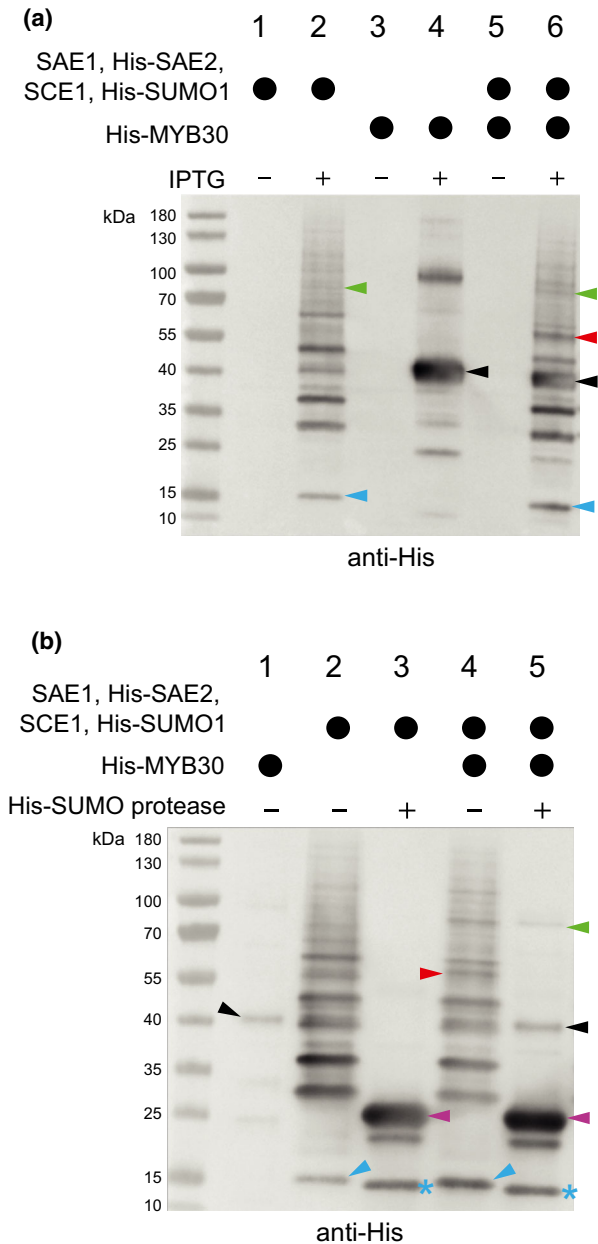 (a)
1 2 3 4 5 6
SAE1, His-SAE2,
SCE1, His-SUMO1
His-MYB30
IPTG − + − + − +
kDa
180
130
100
70
55
40
35
25
15
10
anti-His
(b)
1 2 3 4 5
SAE1, His-SAE2,
SCE1, His-SUMO1
His-MYB30
His-SUMO protease − − + − +
kDa
180
130
100
70
55
40
35
25
15
10
* *
anti-His